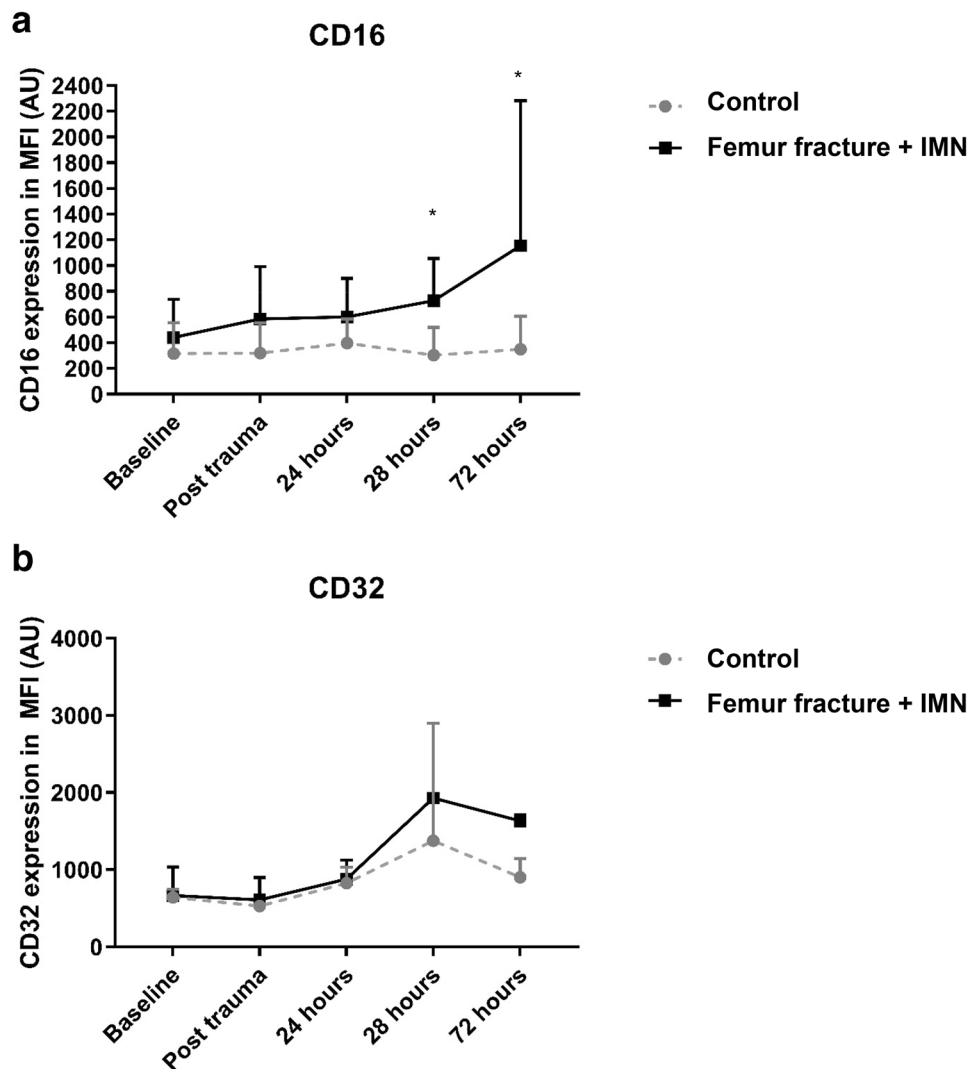 a
CD16
CD16 expression in MFI (AU)
2400
2200
2000
1800
1600
1400
1200
1000
800
600
400
200
0
*
*
Baseline
Post trauma
24 hours
28 hours
72 hours
Control
Femur fracture + IMN
b
CD32
CD32 expression in MFI (AU)
4000
3000
2000
1000
0
Baseline
Post trauma
24 hours
28 hours
72 hours
Control
Femur fracture + IMN